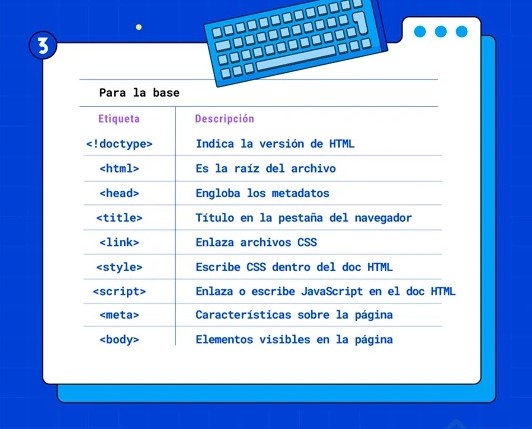 3
Para la base
Etiqueta Descripción
<!doctype> Indica la versión de HTML
<html> Es la raíz del archivo
<head> Engloba los metadatos
<title> Título en la pestaña del navegador
<link> Enlaza archivos CSS
<style> Escribe CSS dentro del doc HTML
<script> Enlaza o escribe JavaScript en el doc HTML
<meta> Características sobre la página
<body> Elementos visibles en la página